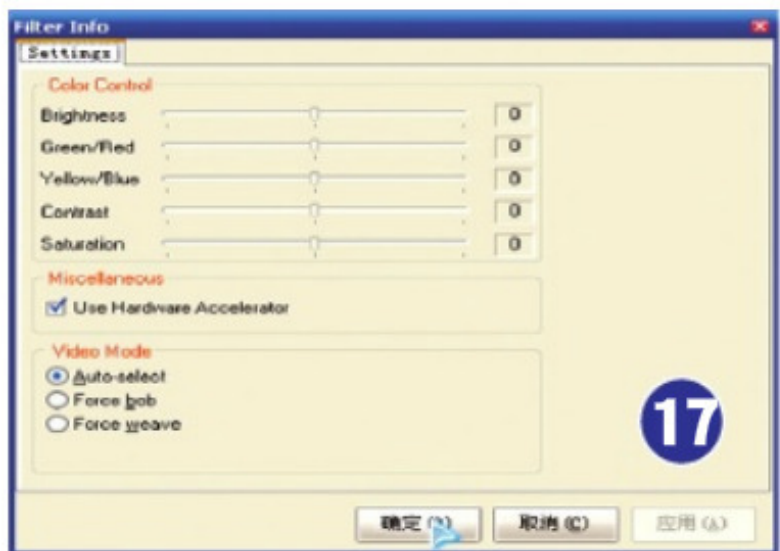 Filter Info
Settings
Color Control
Brightness 0
Green/Red 0
Yellow/Blue 0
Contrast 0
Saturation 0
Miscellaneous
Use Hardware Accelerator
Video Mode
Auto-select
Force bob
Force weave
17
确定 取消 (C) 应用 (A)